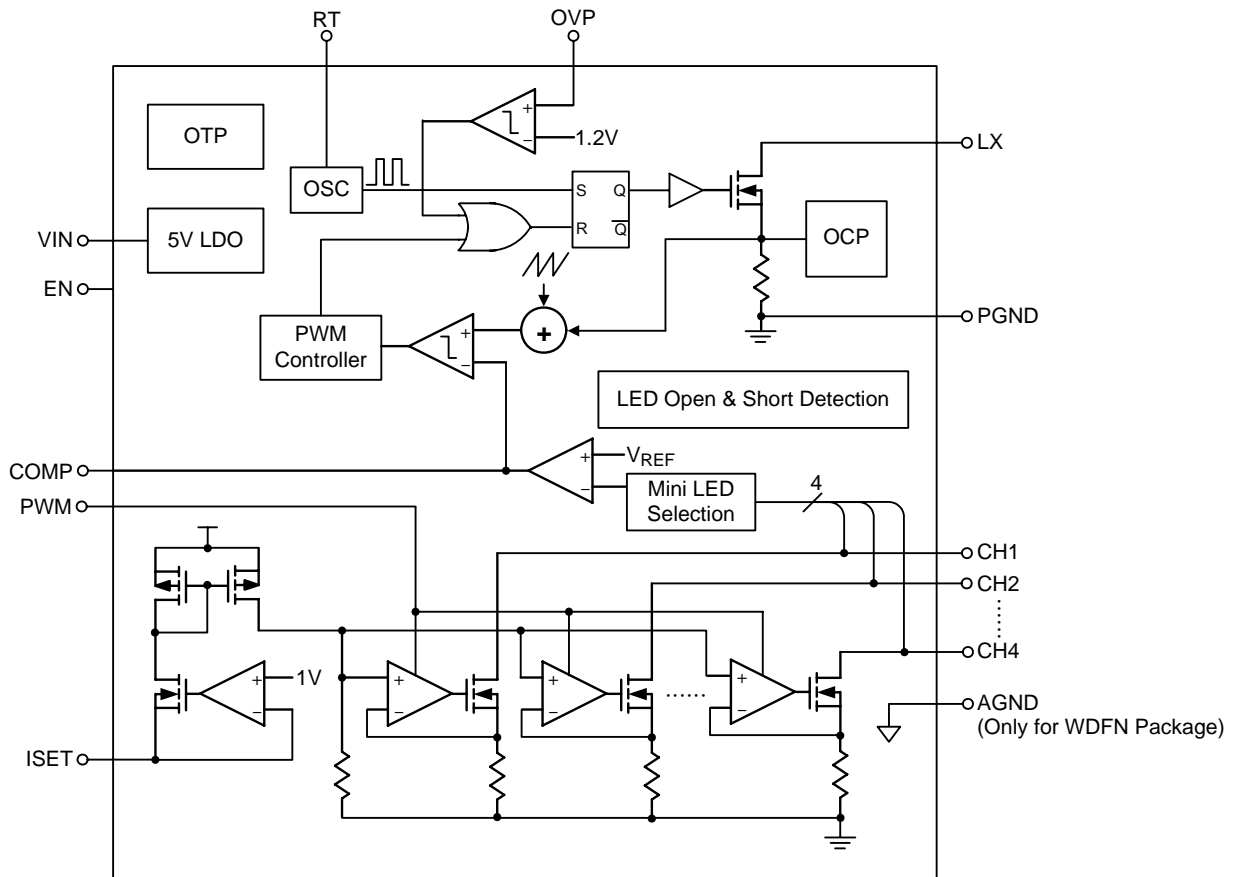 RT
OVP
OTP
+
−
1.2V
LX
OSC
S
Q
R
Q
VIN
5V LDO
OCP
EN
PWM
Controller
+
−
+
PGND
LED Open & Short Detection
COMP
+
−
VREF
Mini LED
Selection
4
PWM
CH1
CH2
CH4
+
−
1V
+
−
+
−
......
+
−
AGND
(Only for WDFN Package)
ISET